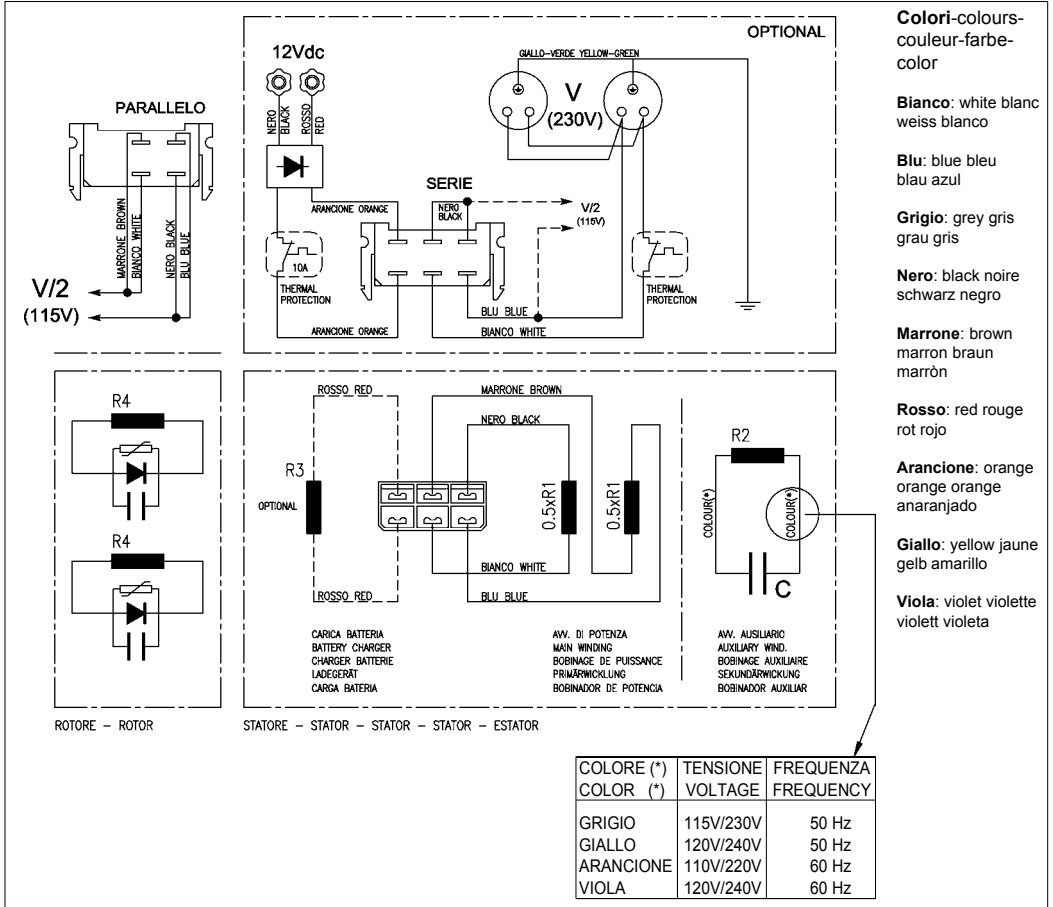 OPTIONAL
12Vdc
GIALLO-VERDE YELLOW-GREEN
V
(230V)
NERO
BLACK
ROSSO
RED
PARALLELO
SERIE
NERO
BLACK
V/2
(115V)
ARANCIONE ORANGE
10A
THERMAL
PROTECTION
THERMAL
PROTECTION
BLU BLUE
BIANCO WHITE
ARANCIONE ORANGE
MARRONE BROWN
BIANCO WHITE
NERO BLACK
BLU BLUE
V/2
(115V)
R4
R4
ROTORE – ROTOR
ROSSO RED
R3
OPTIONAL
ROSSO RED
MARRONE BROWN
NERO BLACK
0.5xR1
0.5xR1
BIANCO WHITE
BLU BLUE
R2
COLOUR(*)
COLOUR(*)
C
CARICA BATTERIA
BATTERY CHARGER
CHARGER BATTERIE
LADEGERÄT
CARGA BATERIA
AVV. DI POTENZA
MAIN WINDING
BOBINAGE DE PUISSANCE
PRIMÄRWICKLUNG
BOBINADOR DE POTENCIA
AVV. AUSILIARIO
AUXILIARY WIND.
BOBINAGE AUXILIAIRE
SEKUNDÄRWICKUNG
BOBINADOR AUXILIAR
STATORE – STATOR – STATOR – STATOR – ESTATOR
COLORE (*) TENSIONE FREQUENZA
COLOR (*) VOLTAGE FREQUENCY
GRIGIO 115V/230V 50 Hz
GIALLO 120V/240V 50 Hz
ARANCIONE 110V/220V 60 Hz
VIOLA 120V/240V 60 Hz
Colori-colours-
couleur-farbe-
color
Bianco: white blanc
weiss blanco
Blu: blue bleu
blau azul
Grigio: grey gris
grau gris
Nero: black noire
schwarz negro
Marrone: brown
marron braun
marròn
Rosso: red rouge
rot rojo
Arancione: orange
orange orange
anaranjado
Giallo: yellow jaune
gelb amarillo
Viola: violet violette
violett violeta